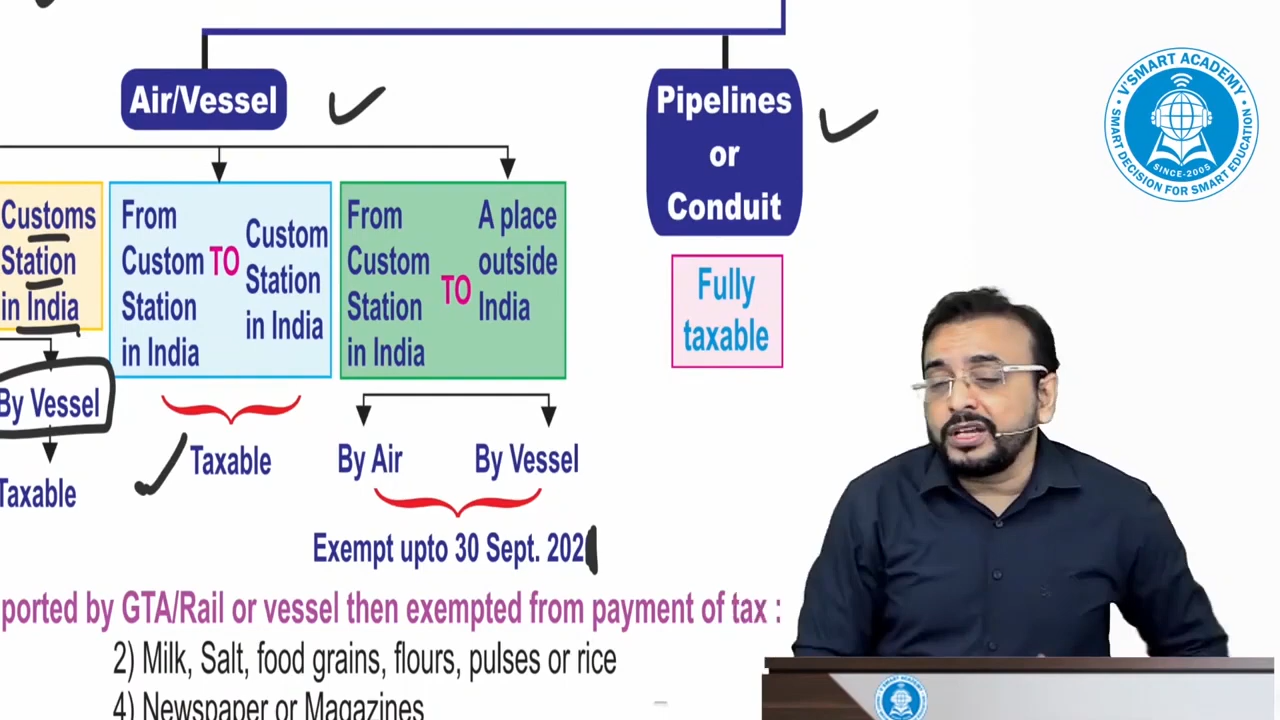 Air/Vessel
Pipelines
or
Conduit
Customs
Station
in India
From
Custom
Station
in India
TO
Custom
Station
in India
From
Custom
Station
in India
TO
A place
outside
India
Fully
taxable
By Vessel
Taxable
Taxable
By Air
By Vessel
Exempt upto 30 Sept. 202
ported by GTA/Rail or vessel then exempted from payment of tax :
2) Milk, Salt, food grains, flours, pulses or rice
4) Newspaper or Magazines
V'SMART ACADEMY
SINCE-2005
SMART DECISION FOR SMART EDUCATION